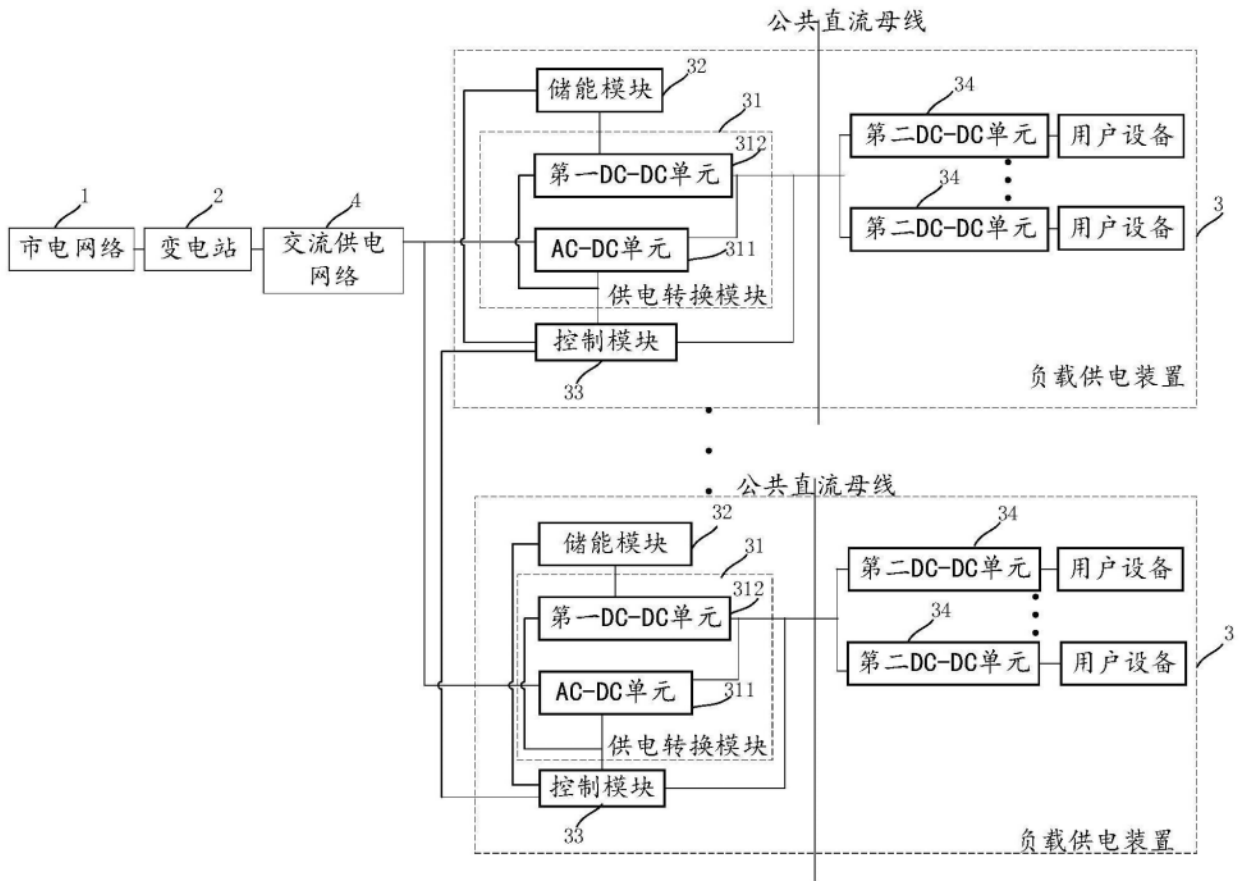 公共直流母线
32
储能模块
31
34
312
第一DC-DC单元
第二DC-DC单元
用户设备
34
1
2
4
3
市电网络
变电站
交流供电
网络
AC-DC单元
311
第二DC-DC单元
用户设备
供电转换模块
控制模块
33
负载供电装置
公共直流母线
32
储能模块
31
34
312
第一DC-DC单元
第二DC-DC单元
用户设备
34
3
AC-DC单元
311
第二DC-DC单元
用户设备
供电转换模块
控制模块
33
负载供电装置